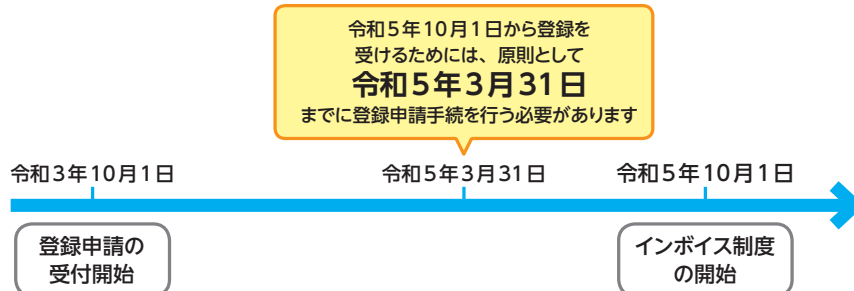 令和5年10月1日から登録を
受けるためには、原則として
令和5年3月31日
までに登録申請手続を行う必要があります
令和3年10月1日
令和5年3月31日
令和5年10月1日
登録申請の
受付開始
インボイス制度
の開始